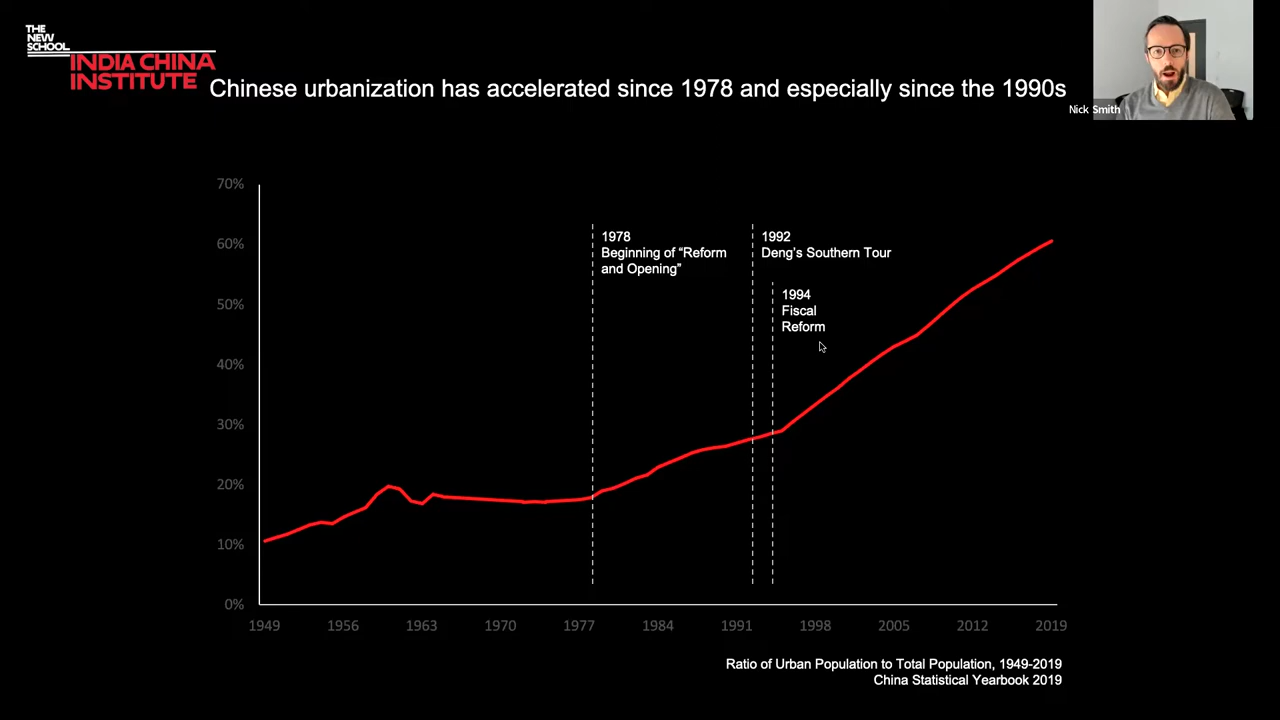 THE
NEW
SCHOOL
INDIA CHINA
INSTITUTE
Chinese urbanization has accelerated since 1978 and especially since the 1990s
Nick Smith
70%
60%
50%
40%
30%
20%
10%
0%
1978
Beginning of “Reform
and Opening”
1992
Deng’s Southern Tour
1994
Fiscal
Reform
1949 1956 1963 1970 1977 1984 1991 1998 2005 2012 2019
Ratio of Urban Population to Total Population, 1949-2019
China Statistical Yearbook 2019